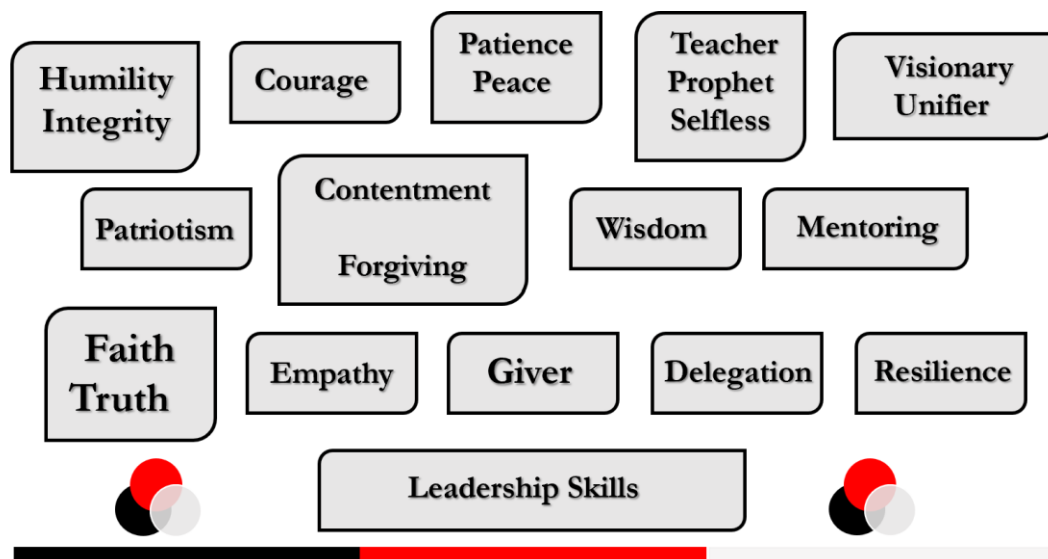 Humility
Integrity
Courage
Patience
Peace
Teacher
Prophet
Selfless
Visionary
Unifier
Patriotism
Contentment
Forgiving
Wisdom
Mentoring
Faith
Truth
Empathy
Giver
Delegation
Resilience
Leadership Skills